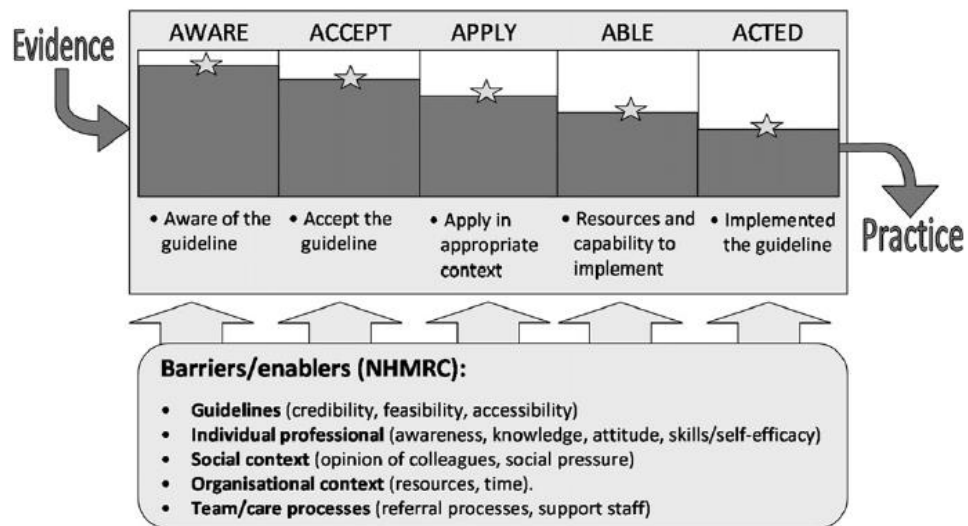 Evidence
AWARE
ACCEPT
APPLY
ABLE
ACTED
• Aware of the
guideline
• Accept the
guideline
• Apply in
appropriate
context
• Resources and
capability to
implement
• Implemented
the guideline
Practice
Barriers/enablers (NHMRC):
• Guidelines (credibility, feasibility, accessibility)
• Individual professional (awareness, knowledge, attitude, skills/self-efficacy)
• Social context (opinion of colleagues, social pressure)
• Organisational context (resources, time).
• Team/care processes (referral processes, support staff)